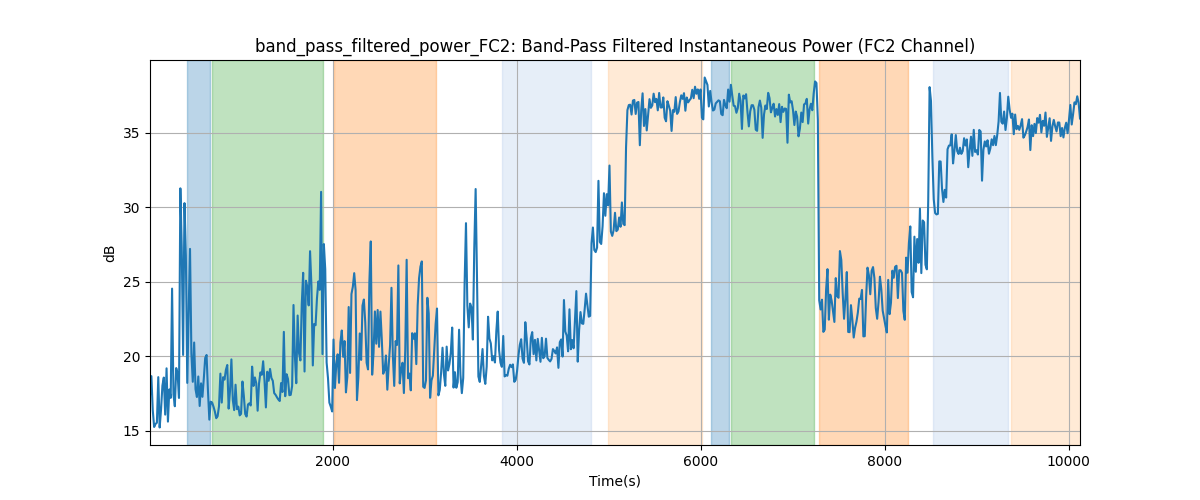 band_pass_filtered_power_FC2: Band-Pass Filtered Instantaneous Power (FC2 Channel)
dB
35
30
25
20
15
2000 4000 6000 8000 10000
Time(s)